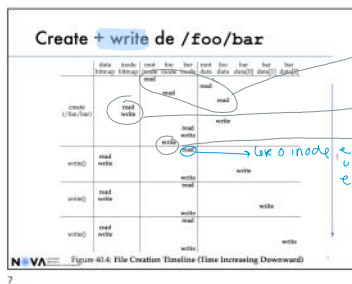 Create + write de /foo/bar
data inode root foo bar root foo bar bar bar
bitmap bitmap inode inode inode data data data[0] data[1] data[2]
read
read
read
read
create read
(/foo/bar) write
write
read
write
write
read
write() read
write
write
write
read
write() read
write
write
write
read
write() read
write
write
write
ler o inode e
e
NOVA Figure 40.4: File Creation Timeline (Time Increasing Downward)
7